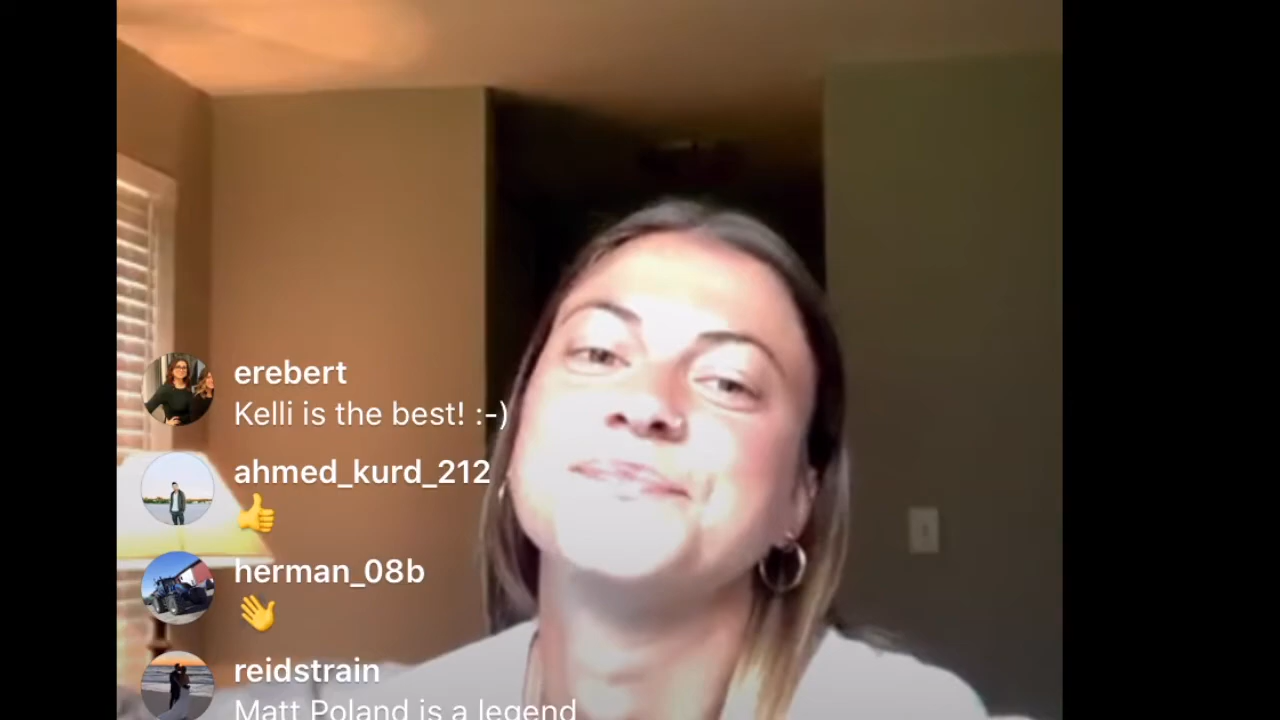 erebert
Kelli is the best! :-)
ahmed_kurd_212
👍
herman_08b
👋
reidstrain
Matt Poland is a legend